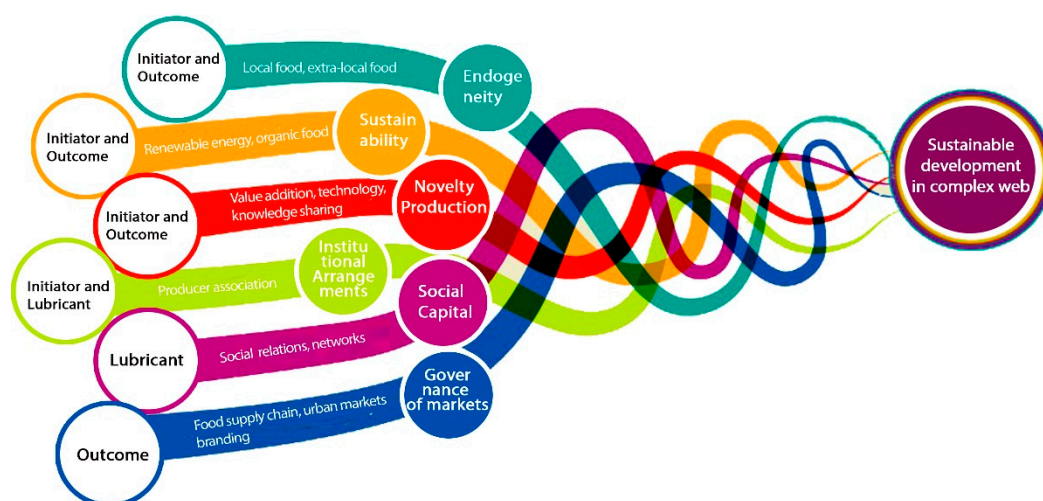 Initiator and
Outcome
Local food, extra-local food
Endoge
neity
Initiator and
Outcome
Renewable energy, organic food
Sustain
ability
Initiator and
Outcome
Value addition, technology,
knowledge sharing
Novelty
Production
Initiator and
Lubricant
Producer association
Institu
tional
Arrange
ments
Lubricant
Social relations, networks
Social
Capital
Outcome
Food supply chain, urban markets
branding
Gover
nance
of markets
Sustainable
development
in complex web